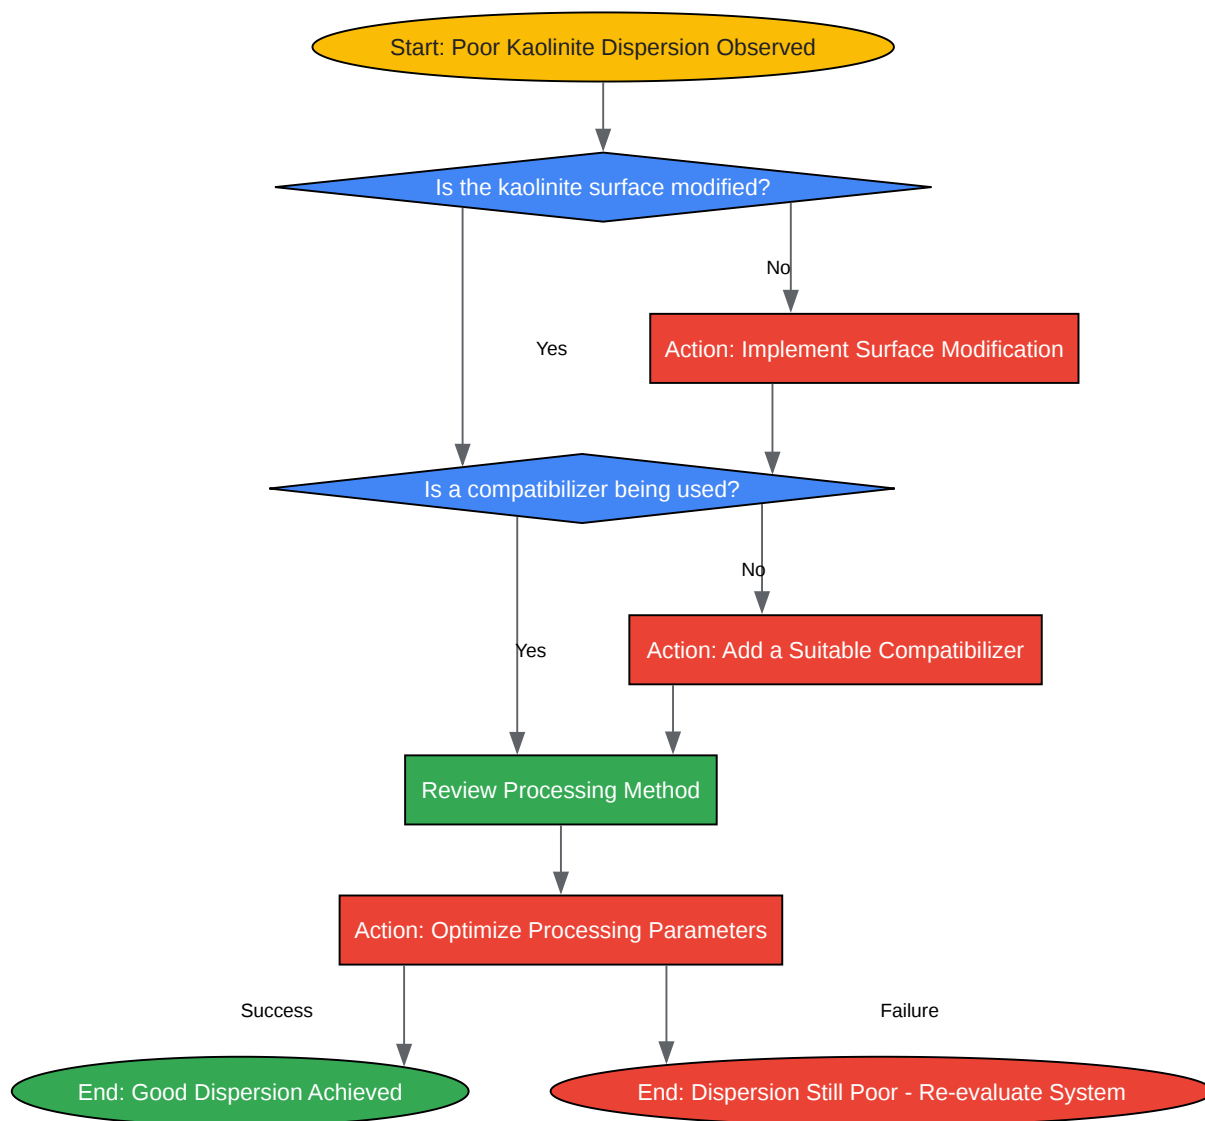 Start: Poor Kaolinite Dispersion Observed
Is the kaolinite surface modified?
No
Yes
Action: Implement Surface Modification
Is a compatibilizer being used?
No
Yes
Action: Add a Suitable Compatibilizer
Review Processing Method
Action: Optimize Processing Parameters
Success
Failure
End: Good Dispersion Achieved
End: Dispersion Still Poor - Re-evaluate System